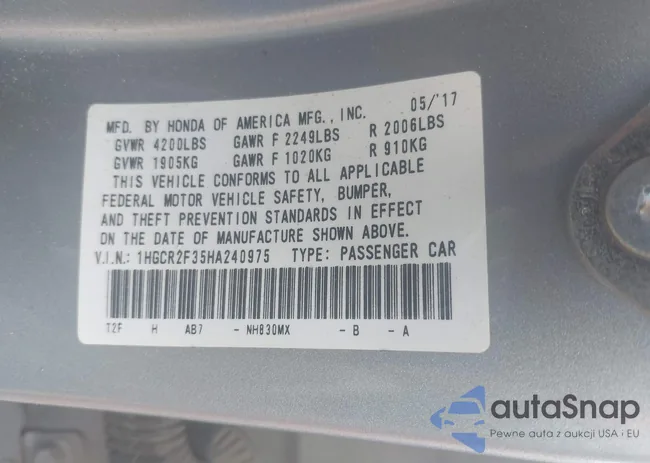 MFD. BY HONDA OF AMERICA MFG., INC. 05/'17
GVWR 4200LBS GAWR F 2249LBS R 2006LBS
GVWR 1905KG GAWR F 1020KG R 910KG
THIS VEHICLE CONFORMS TO ALL APPLICABLE
FEDERAL MOTOR VEHICLE SAFETY, BUMPER,
AND THEFT PREVENTION STANDARDS IN EFFECT
ON THE DATE OF MANUFACTURE SHOWN ABOVE.
V.I.N.: 1HGCR2F35HA240975 TYPE: PASSENGER CAR
T2F H AB7 - NH830MX - B - A
autoSnap
Pewne auta z aukcji USA i EU